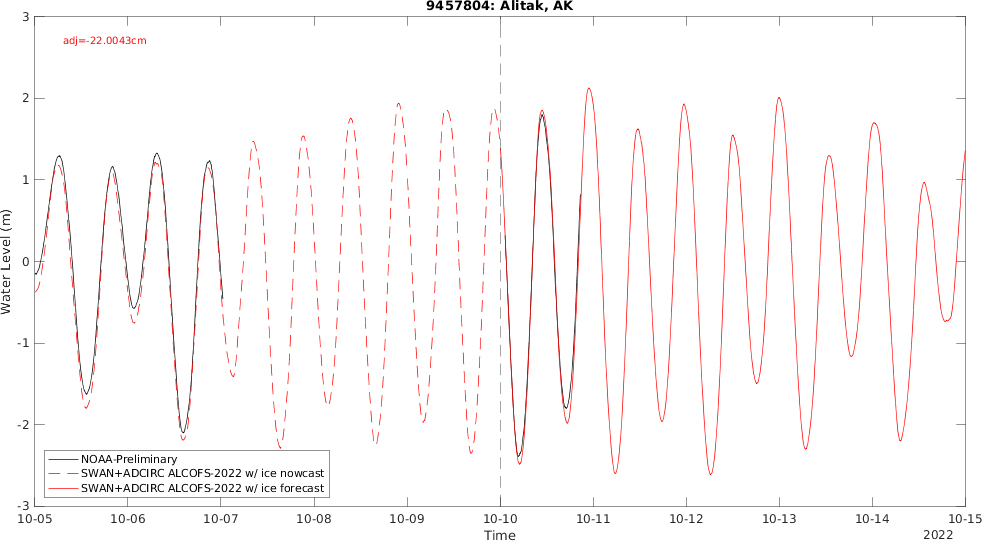 9457804: Alitak, AK
adj=-22.0043cm
3
2
1
0
-1
-2
-3
Water Level (m)
NOAA-Preliminary
SWAN+ADCIRC ALCOFS-2022 w/ ice nowcast
SWAN+ADCIRC ALCOFS-2022 w/ ice forecast
10-05 10-06 10-07 10-08 10-09 10-10 10-11 10-12 10-13 10-14 10-15
Time
2022